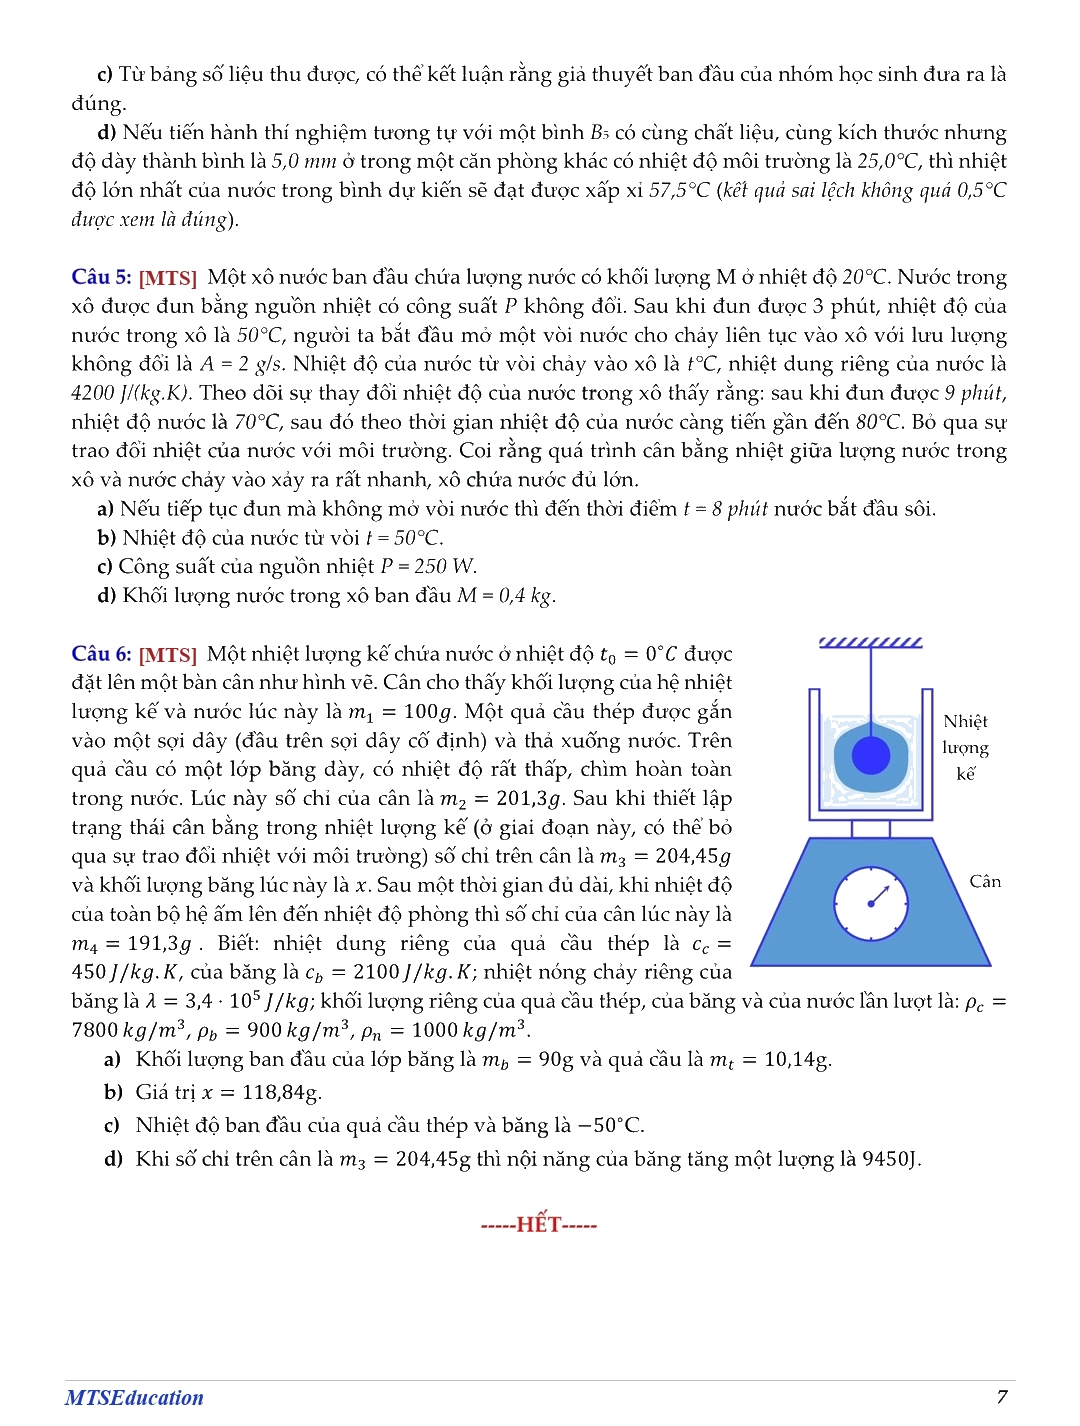 c) Từ bảng số liệu thu được, có thể kết luận rằng giả thuyết ban đầu của nhóm học sinh đưa ra là
đúng.
d) Nếu tiến hành thí nghiệm tương tự với một bình B₃ có cùng chất liệu, cùng kích thước nhưng
độ dày thành bình là 5,0 mm ở trong một căn phòng khác có nhiệt độ môi trường là 25,0°C, thì nhiệt
độ lớn nhất của nước trong bình dự kiến sẽ đạt được xấp xỉ 57,5°C (kết quả sai lệch không quá 0,5°C
được xem là đúng).
Câu 5: [MTS] Một xô nước ban đầu chứa lượng nước có khối lượng M ở nhiệt độ 20°C. Nước trong
xô được đun bằng nguồn nhiệt có công suất P không đổi. Sau khi đun được 3 phút, nhiệt độ của
nước trong xô là 50°C, người ta bắt đầu mở một vòi nước cho chảy liên tục vào xô với lưu lượng
không đổi là A = 2 g/s. Nhiệt độ của nước từ vòi chảy vào xô là t°C, nhiệt dung riêng của nước là
4200 J/(kg.K). Theo dõi sự thay đổi nhiệt độ của nước trong xô thấy rằng: sau khi đun được 9 phút,
nhiệt độ nước là 70°C, sau đó theo thời gian nhiệt độ của nước càng tiến gần đến 80°C. Bỏ qua sự
trao đổi nhiệt của nước với môi trường. Coi rằng quá trình cân bằng nhiệt giữa lượng nước trong
xô và nước chảy vào xảy ra rất nhanh, xô chứa nước đủ lớn.
a) Nếu tiếp tục đun mà không mở vòi nước thì đến thời điểm t = 8 phút nước bắt đầu sôi.
b) Nhiệt độ của nước từ vòi t = 50°C.
c) Công suất của nguồn nhiệt P = 250 W.
d) Khối lượng nước trong xô ban đầu M = 0,4 kg.
Câu 6: [MTS] Một nhiệt lượng kế chứa nước ở nhiệt độ t₀ = 0°C được
đặt lên một bàn cân như hình vẽ. Cân cho thấy khối lượng của hệ nhiệt
lượng kế và nước lúc này là m₁ = 100g. Một quả cầu thép được gắn
vào một sợi dây (đầu trên sợi dây cố định) và thả xuống nước. Trên
quả cầu có một lớp băng dày, có nhiệt độ rất thấp, chìm hoàn toàn
trong nước. Lúc này số chỉ của cân là m₂ = 201,3g. Sau khi thiết lập
trạng thái cân bằng trong nhiệt lượng kế (ở giai đoạn này, có thể bỏ
qua sự trao đổi nhiệt với môi trường) số chỉ trên cân là m₃ = 204,45g
và khối lượng băng lúc này là x. Sau một thời gian đủ dài, khi nhiệt độ
của toàn bộ hệ ấm lên đến nhiệt độ phòng thì số chỉ của cân lúc này là
m₄ = 191,3g . Biết: nhiệt dung riêng của quả cầu thép là c_c =
450 J/kg. K, của băng là c_b = 2100 J/kg. K; nhiệt nóng chảy riêng của
băng là λ = 3,4 · 10⁵ J/kg; khối lượng riêng của quả cầu thép, của băng và của nước lần lượt là: ρ_c =
7800 kg/m³, ρ_b = 900 kg/m³, ρ_n = 1000 kg/m³.
Nhiệt
lượng
kế
Cân
a) Khối lượng ban đầu của lớp băng là m_b = 90g và quả cầu là m_t = 10,14g.
b) Giá trị x = 118,84g.
c) Nhiệt độ ban đầu của quả cầu thép và băng là −50°C.
d) Khi số chỉ trên cân là m₃ = 204,45g thì nội năng của băng tăng một lượng là 9450J.
-----HẾT-----
MTSEducation
7